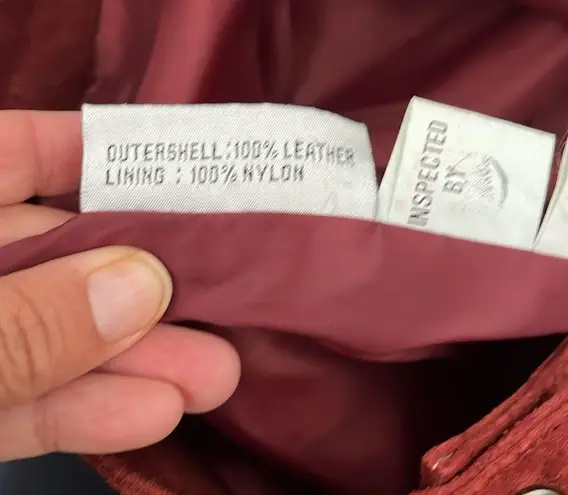 OUTERSHELL:100% LEATHER
LINING : 100% NYLON
INSPECTED
BY